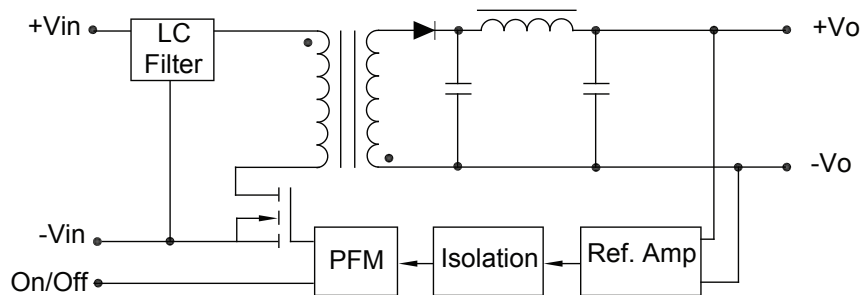 +Vin
LC
Filter
+Vo
-Vo
-Vin
PFM
Isolation
Ref. Amp
On/Off